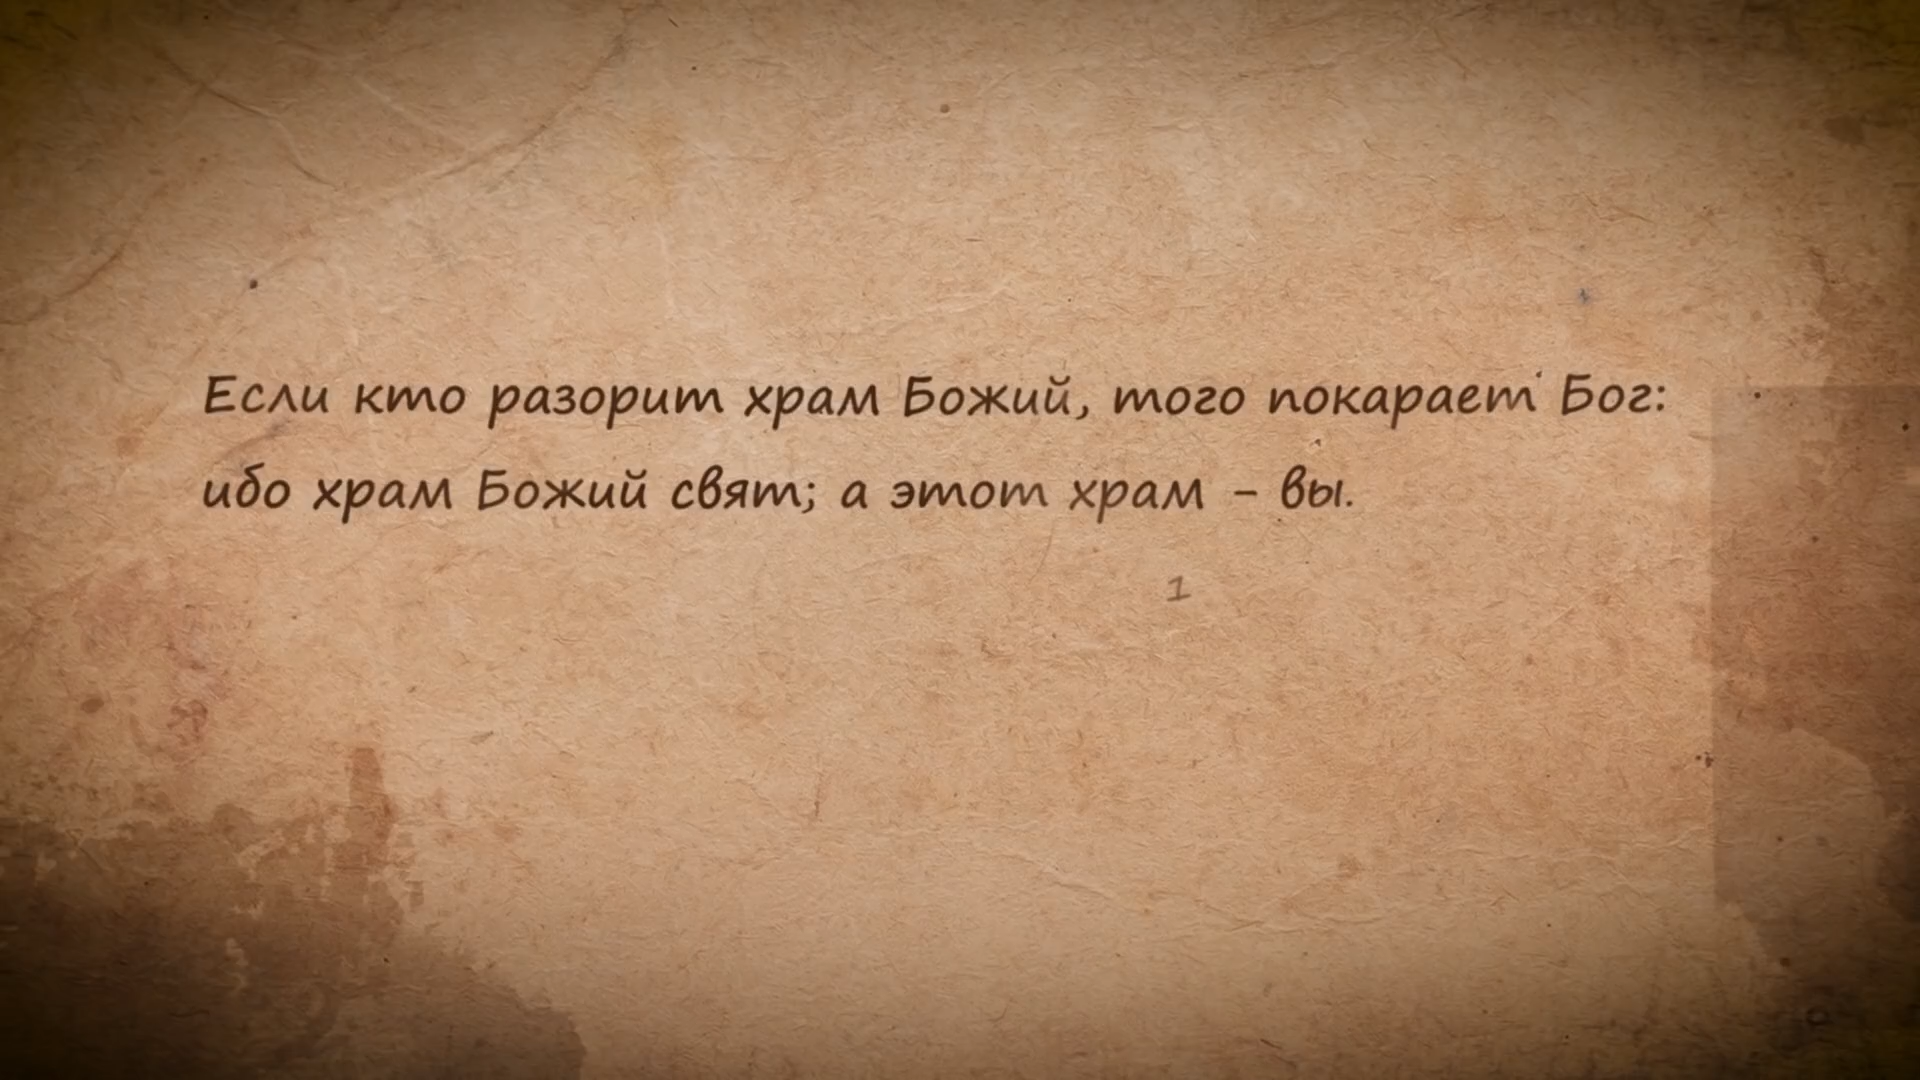 Если кто разорит храм Божий, того покарает Бог:
ибо храм Божий свят; а этот храм – вы.
1